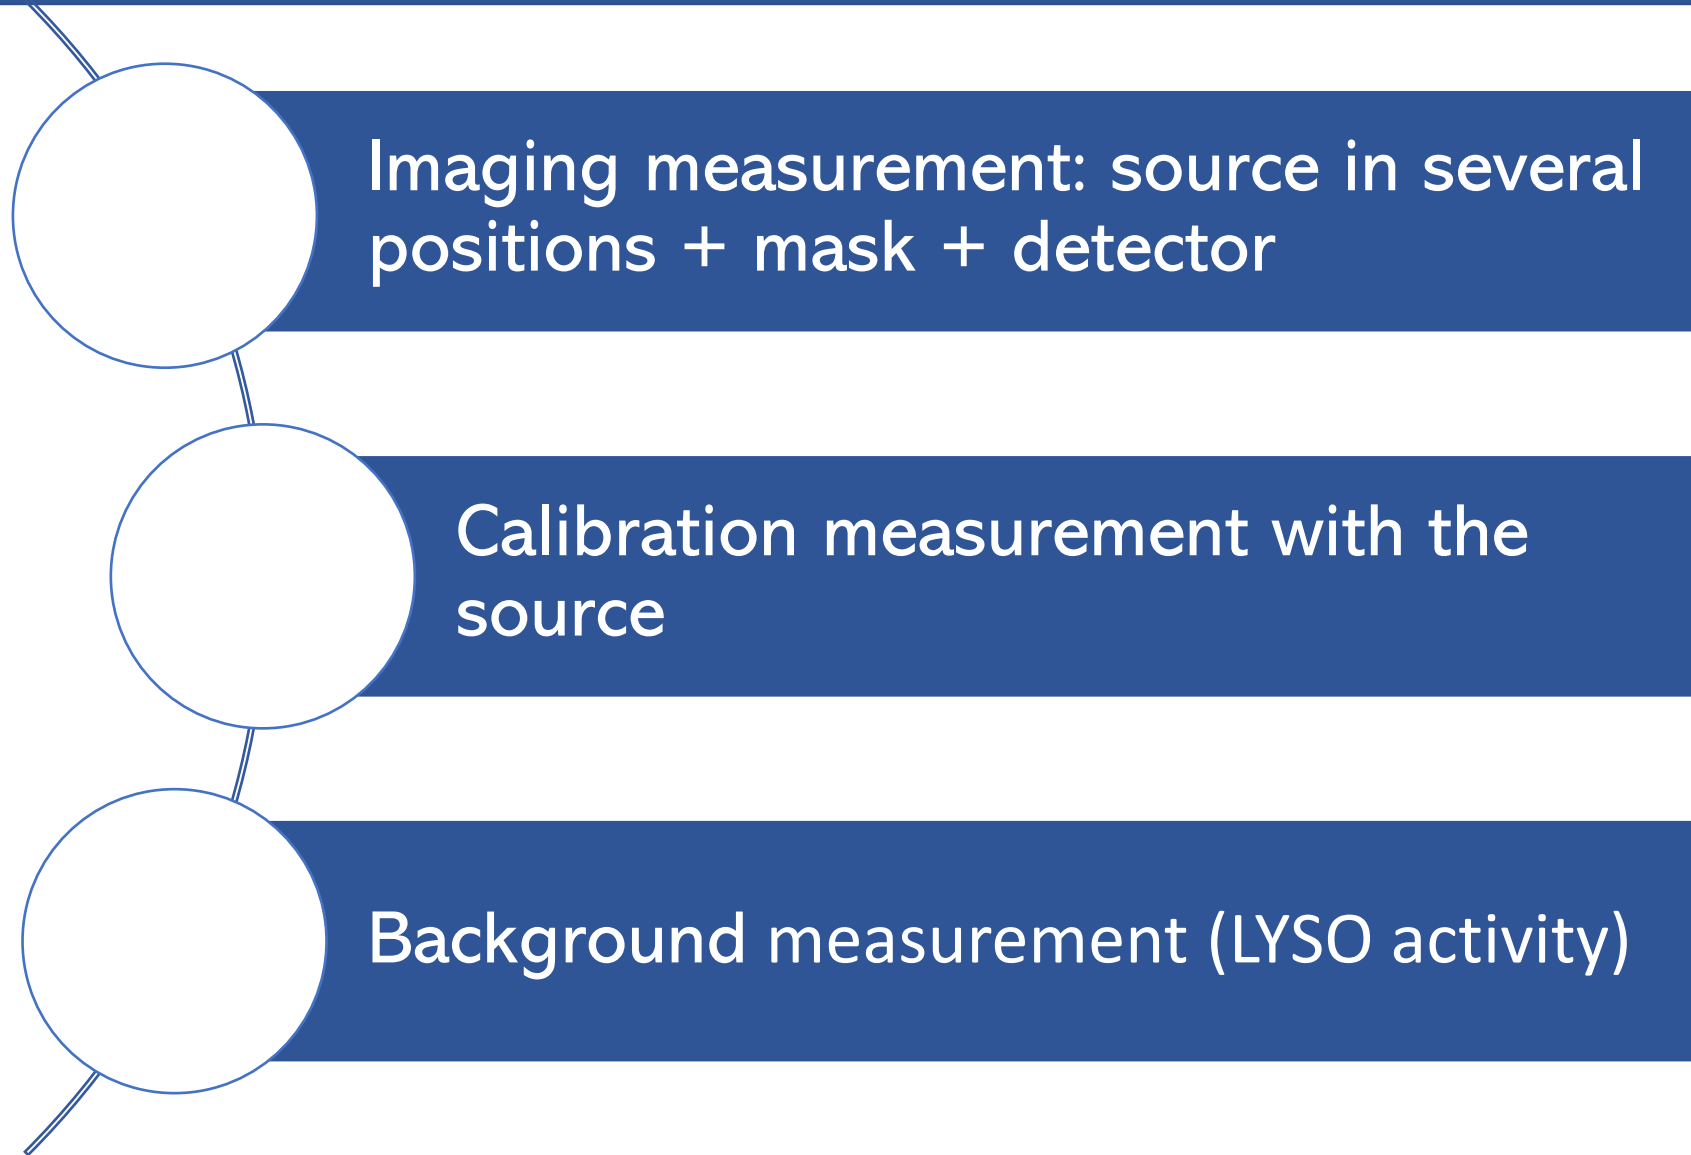 Imaging measurement: source in several
positions + mask + detector
Calibration measurement with the
source
Background measurement (LYSO activity)